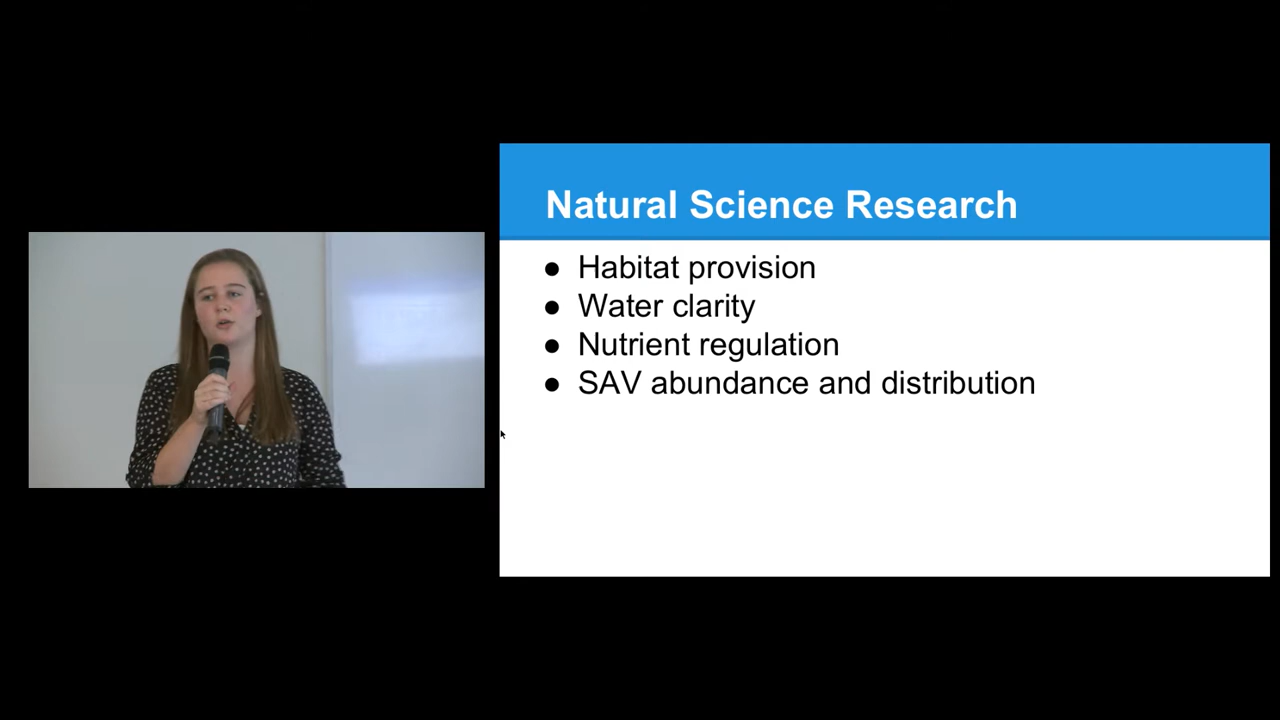 Natural Science Research
● Habitat provision
● Water clarity
● Nutrient regulation
● SAV abundance and distribution